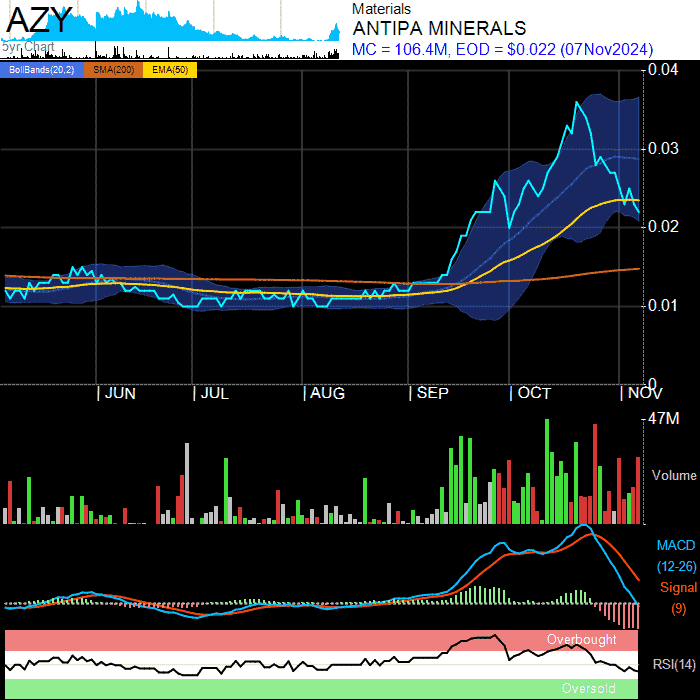 AZY
5yr Chart
Materials
ANTIPA MINERALS
MC = 106.4M, EOD = $0.022 (07Nov2024)
BollBands(20,2) SMA(200) EMA(50)
0.04
0.03
0.02
0.01
0
JUN JUL AUG SEP OCT NOV
47M
Volume
MACD
(12-26)
Signal
(9)
Overbought
RSI(14)
Oversold